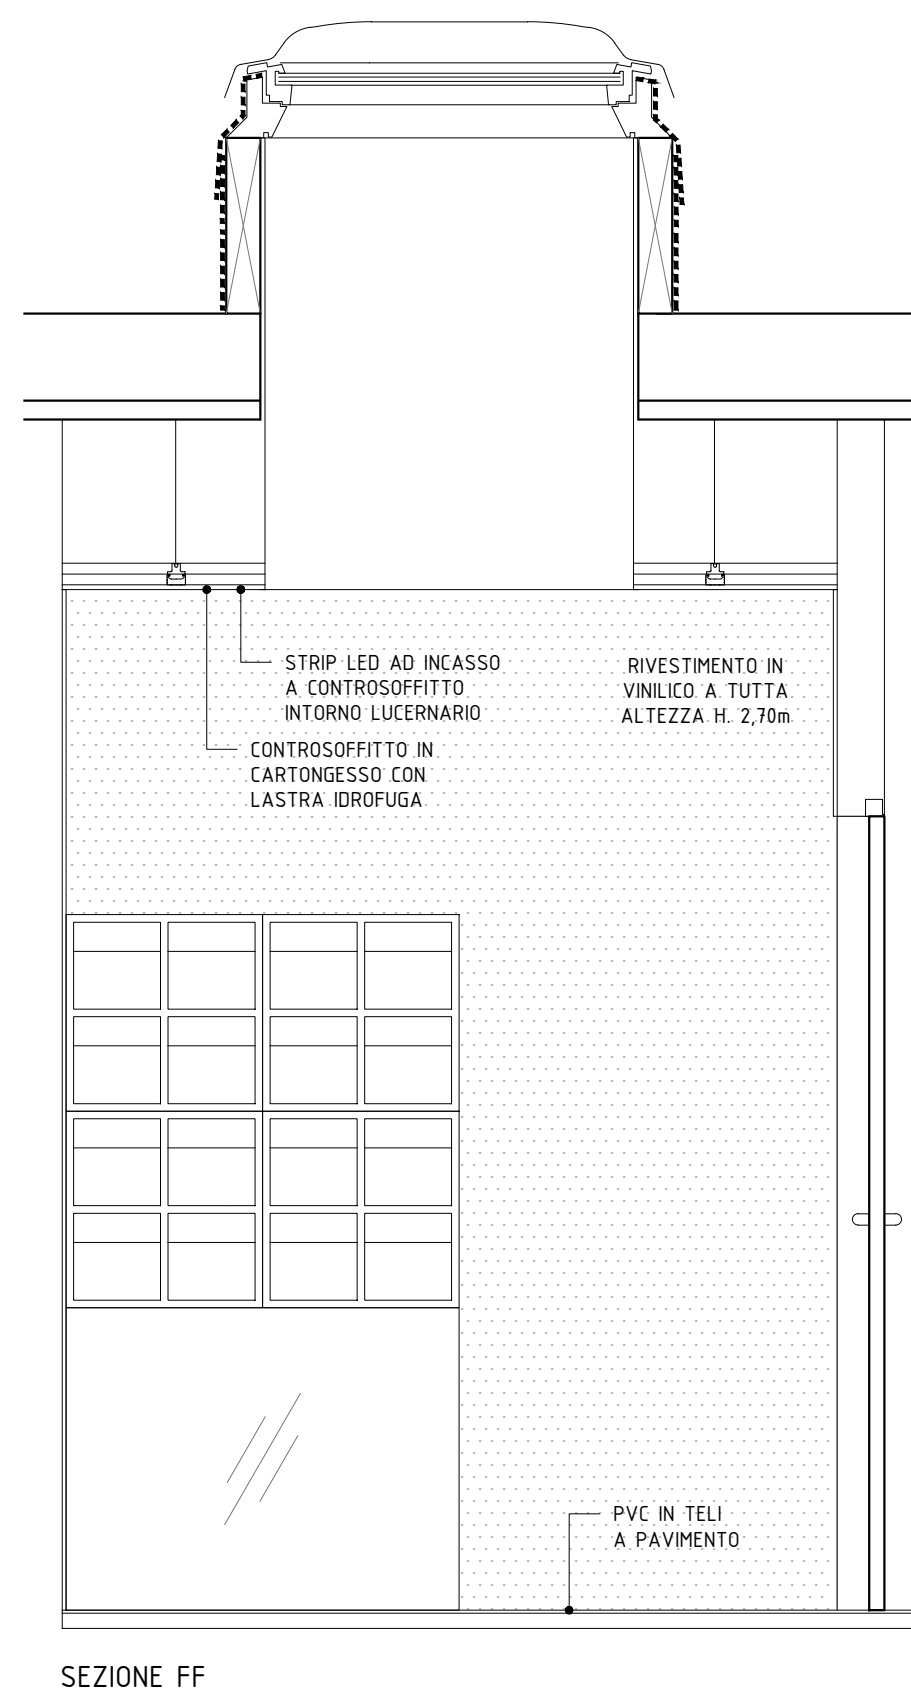 STRIP LED AD INCASSO
A CONTROSOFFITTO
INTORNO LUCERNARIO
RIVESTIMENTO IN
VINILICO A TUTTA
ALTEZZA H. 2,70m
CONTROSOFFITTO IN
CARTONGESSO CON
LASTRA IDROFUGA
PVC IN TELI
A PAVIMENTO
SEZIONE FF